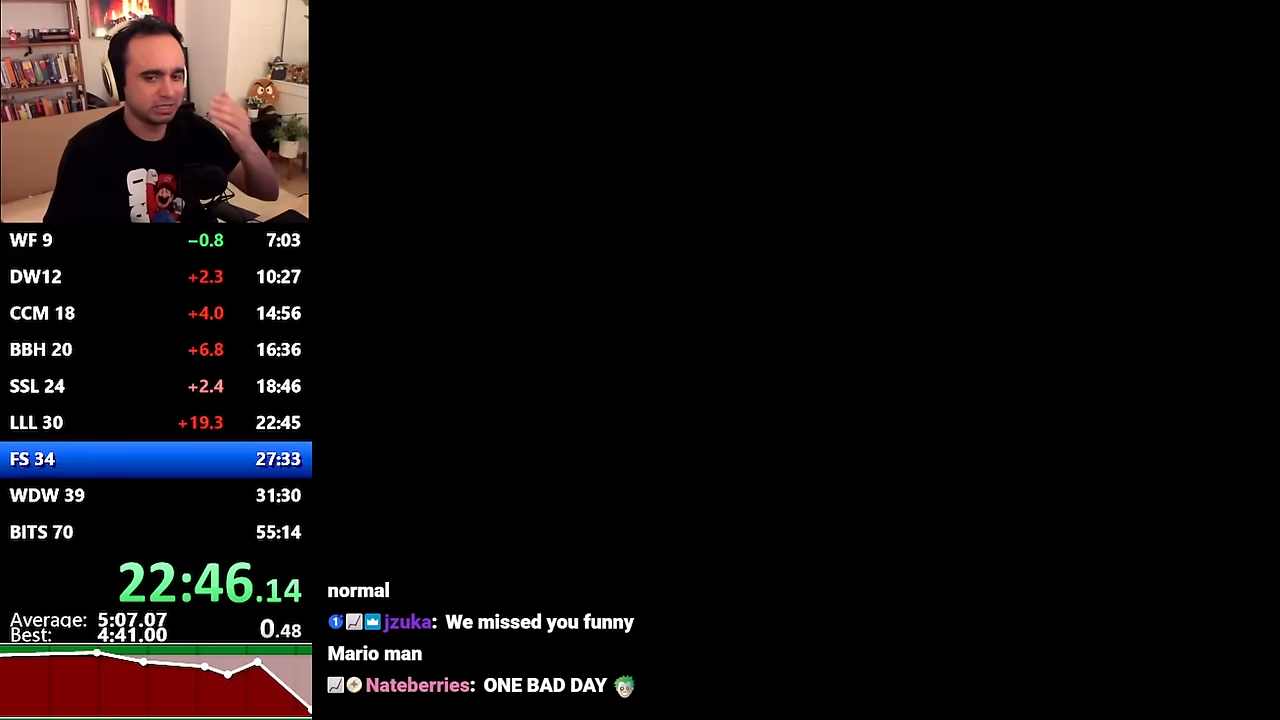 WF 9 −0.8 7:03
DW12 +2.3 10:27
CCM 18 +4.0 14:56
BBH 20 +6.8 16:36
SSL 24 +2.4 18:46
LLL 30 +19.3 22:45
FS 34 27:33
WDW 39 31:30
BITS 70 55:14
22:46.14
Average: 5:07.07
Best: 4:41.00
0.48
normal
jzuka: We missed you funny
Mario man
Nateberries: ONE BAD DAY